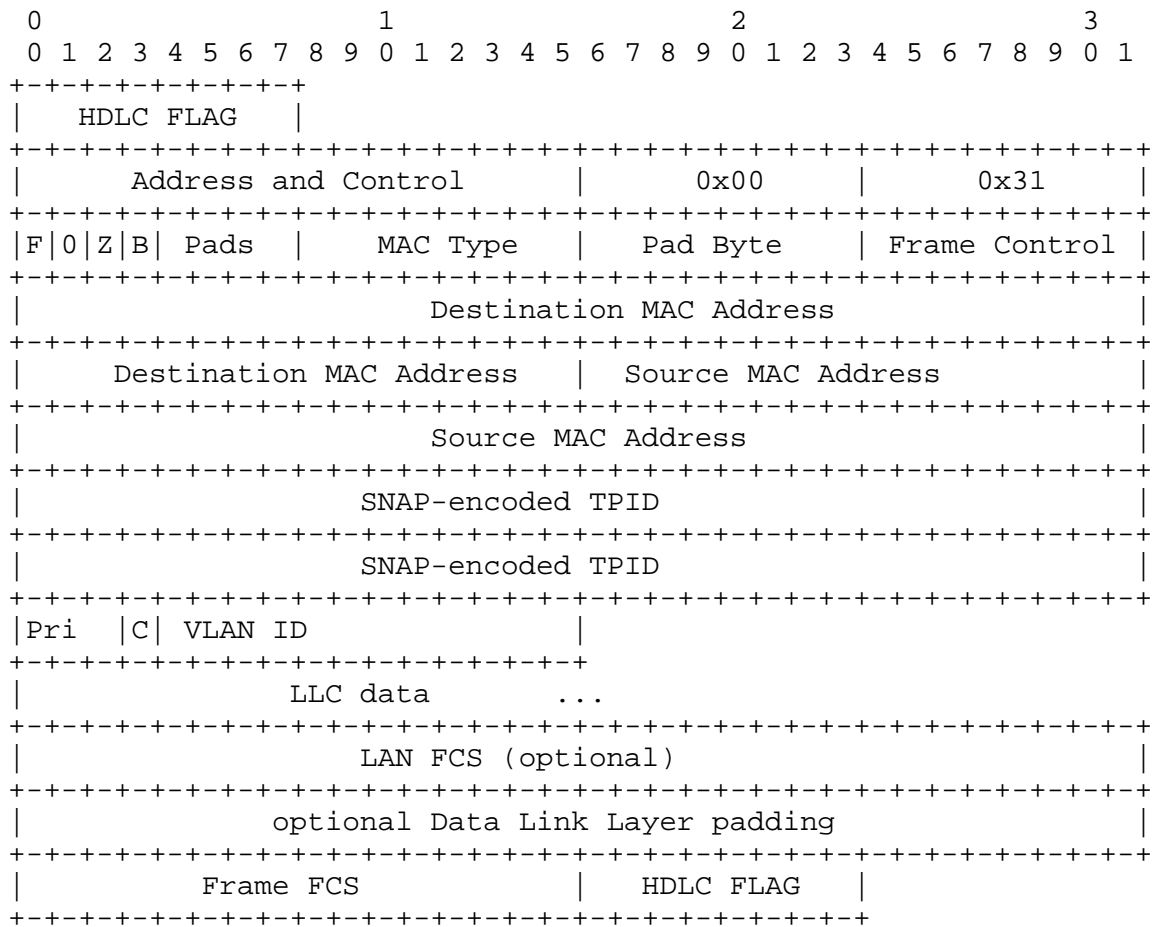 0                   1                   2                   3
 0 1 2 3 4 5 6 7 8 9 0 1 2 3 4 5 6 7 8 9 0 1 2 3 4 5 6 7 8 9 0 1
+-+-+-+-+-+-+-+-+
|   HDLC FLAG   |
+-+-+-+-+-+-+-+-+-+-+-+-+-+-+-+-+-+-+-+-+-+-+-+-+-+-+-+-+-+-+-+-+
|      Address and Control      |      0x00     |      0x31     |
+-+-+-+-+-+-+-+-+-+-+-+-+-+-+-+-+-+-+-+-+-+-+-+-+-+-+-+-+-+-+-+-+
|F|0|Z|B| Pads  |    MAC Type   |    Pad Byte   | Frame Control |
+-+-+-+-+-+-+-+-+-+-+-+-+-+-+-+-+-+-+-+-+-+-+-+-+-+-+-+-+-+-+-+-+
|                       Destination MAC Address                 |
+-+-+-+-+-+-+-+-+-+-+-+-+-+-+-+-+-+-+-+-+-+-+-+-+-+-+-+-+-+-+-+-+
|     Destination MAC Address   |  Source MAC Address           |
+-+-+-+-+-+-+-+-+-+-+-+-+-+-+-+-+-+-+-+-+-+-+-+-+-+-+-+-+-+-+-+-+
|                       Source MAC Address                      |
+-+-+-+-+-+-+-+-+-+-+-+-+-+-+-+-+-+-+-+-+-+-+-+-+-+-+-+-+-+-+-+-+
|                   SNAP-encoded TPID                           |
+-+-+-+-+-+-+-+-+-+-+-+-+-+-+-+-+-+-+-+-+-+-+-+-+-+-+-+-+-+-+-+-+
|                   SNAP-encoded TPID                           |
+-+-+-+-+-+-+-+-+-+-+-+-+-+-+-+-+-+-+-+-+-+-+-+-+-+-+-+-+-+-+-+-+
|Pri  |C| VLAN ID               |
+-+-+-+-+-+-+-+-+-+-+-+-+-+-+-+-+
|               LLC data       ...
+-+-+-+-+-+-+-+-+-+-+-+-+-+-+-+-+-+-+-+-+-+-+-+-+-+-+-+-+-+-+-+-+
|                   LAN FCS (optional)                          |
+-+-+-+-+-+-+-+-+-+-+-+-+-+-+-+-+-+-+-+-+-+-+-+-+-+-+-+-+-+-+-+-+
|              optional Data Link Layer padding                 |
+-+-+-+-+-+-+-+-+-+-+-+-+-+-+-+-+-+-+-+-+-+-+-+-+-+-+-+-+-+-+-+-+
|          Frame FCS            |   HDLC FLAG   |
+-+-+-+-+-+-+-+-+-+-+-+-+-+-+-+-+-+-+-+-+-+-+-+-+